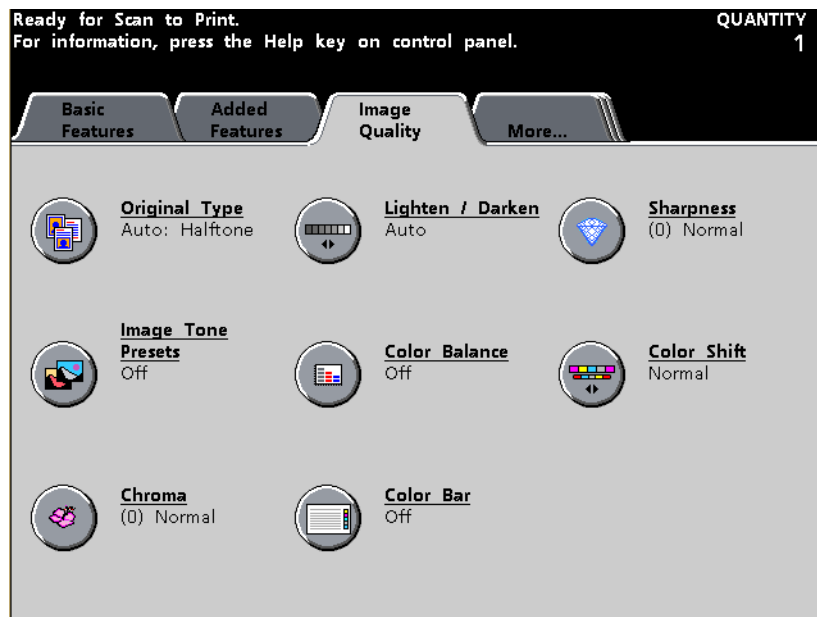 Ready for Scan to Print.
QUANTITY
For information, press the Help key on control panel.
1
Basic
Features
Added
Features
Image
Quality
More...
Original Type
Auto: Halftone
Lighten / Darken
Auto
Sharpness
(0) Normal
Image Tone
Presets
Off
Color Balance
Off
Color Shift
Normal
Chroma
(0) Normal
Color Bar
Off